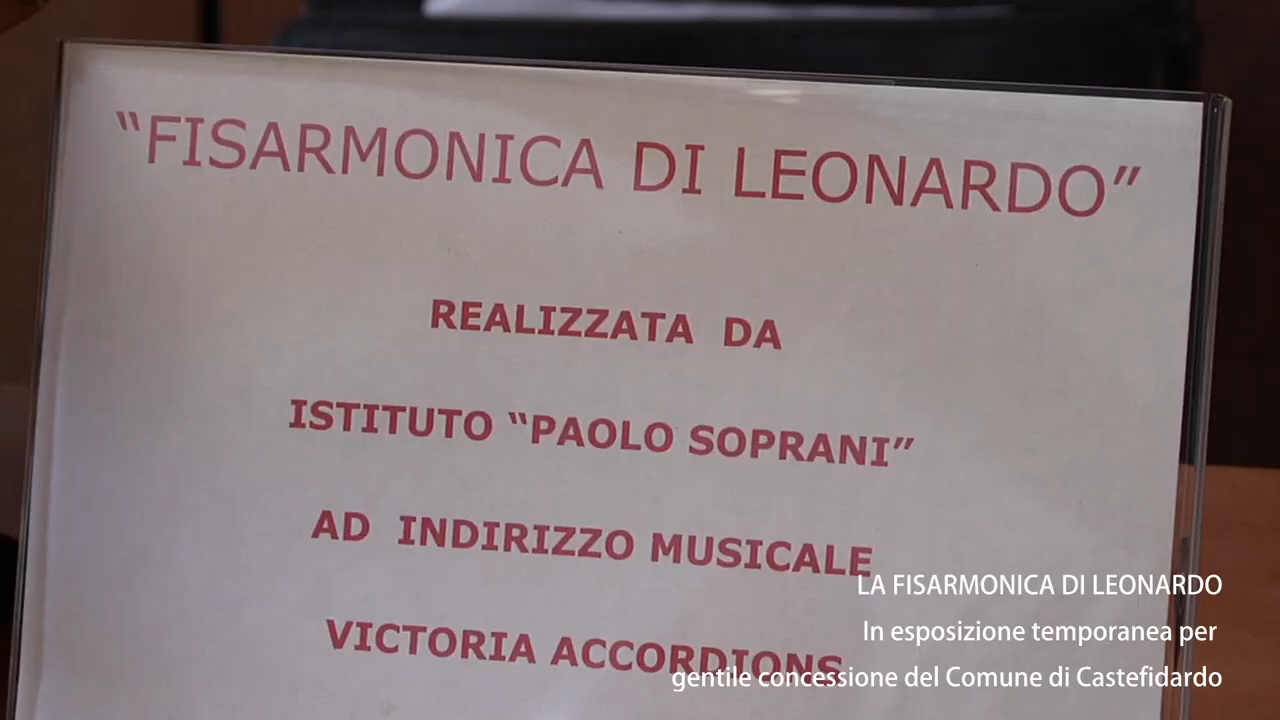 “FISARMONICA DI LEONARDO”
REALIZZATA DA
ISTITUTO “PAOLO SOPRANI”
AD INDIRIZZO MUSICALE
VICTORIA ACCORDIONS
LA FISARMONICA DI LEONARDO
In esposizione temporanea per
gentile concessione del Comune di Castefidardo